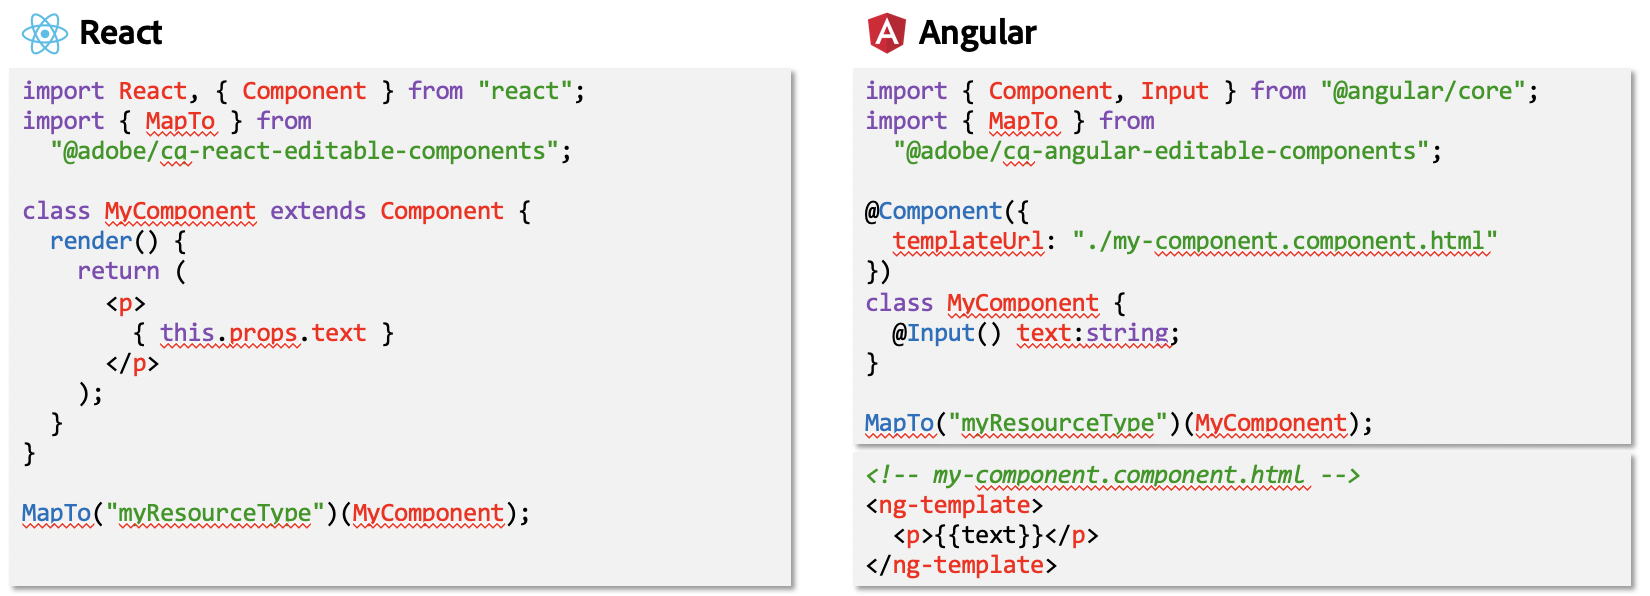 React
import React, { Component } from "react";
import { MapTo } from
  "@adobe/cq-react-editable-components";

class MyComponent extends Component {
  render() {
    return (
      <p>
        { this.props.text }
      </p>
    );
  }
}

MapTo("myResourceType")(MyComponent);

Angular
import { Component, Input } from "@angular/core";
import { MapTo } from
  "@adobe/cq-angular-editable-components";

@Component({
  templateUrl: "./my-component.component.html"
})
class MyComponent {
  @Input() text:string;
}

MapTo("myResourceType")(MyComponent);

<!-- my-component.component.html -->
<ng-template>
  <p>{{text}}</p>
</ng-template>